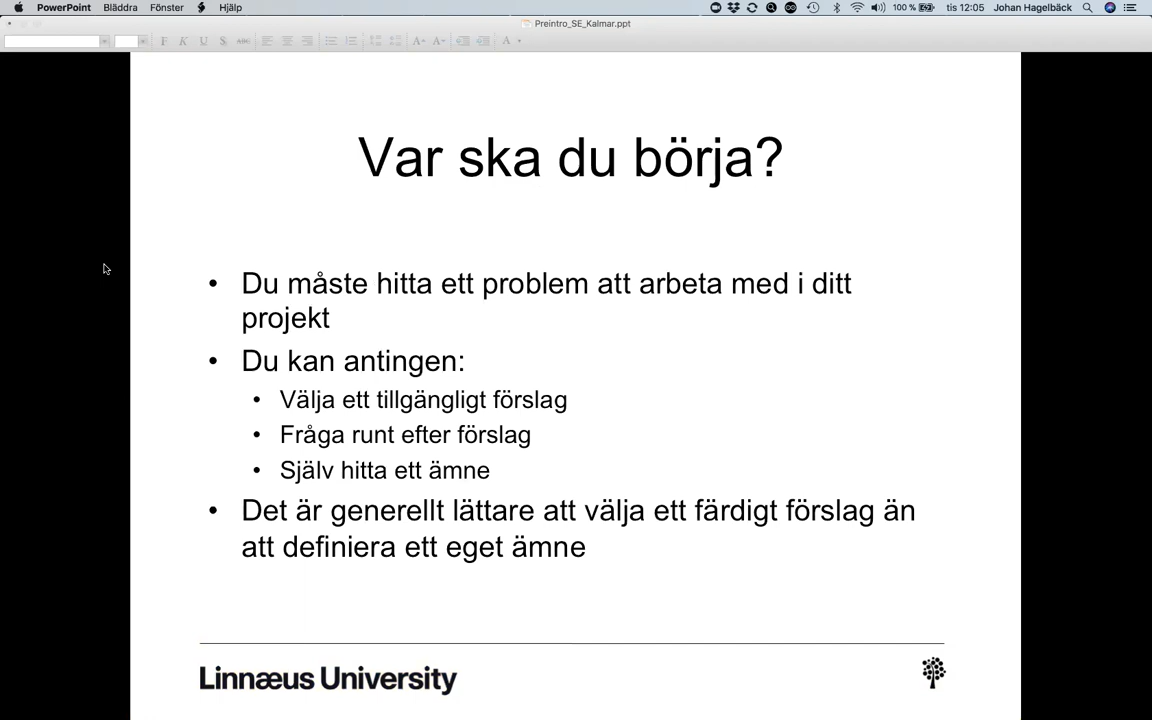 PowerPoint Bläddra Fönster Hjälp 100 % tis 12:05 Johan Hagelbäck
Preintro_SE_Kalmar.ppt
F K U S ABC A A A
Var ska du börja?
• Du måste hitta ett problem att arbeta med i ditt
projekt
• Du kan antingen:
• Välja ett tillgängligt förslag
• Fråga runt efter förslag
• Själv hitta ett ämne
• Det är generellt lättare att välja ett färdigt förslag än
att definiera ett eget ämne
Linnæus University